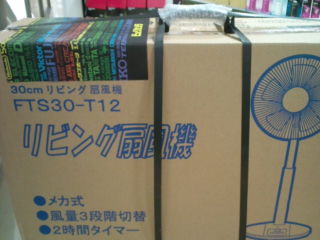 30cm リビング 扇風機
FTS30-T12
リビング扇風機
●メカ式
●風量3段階切替
●2時間タイマー